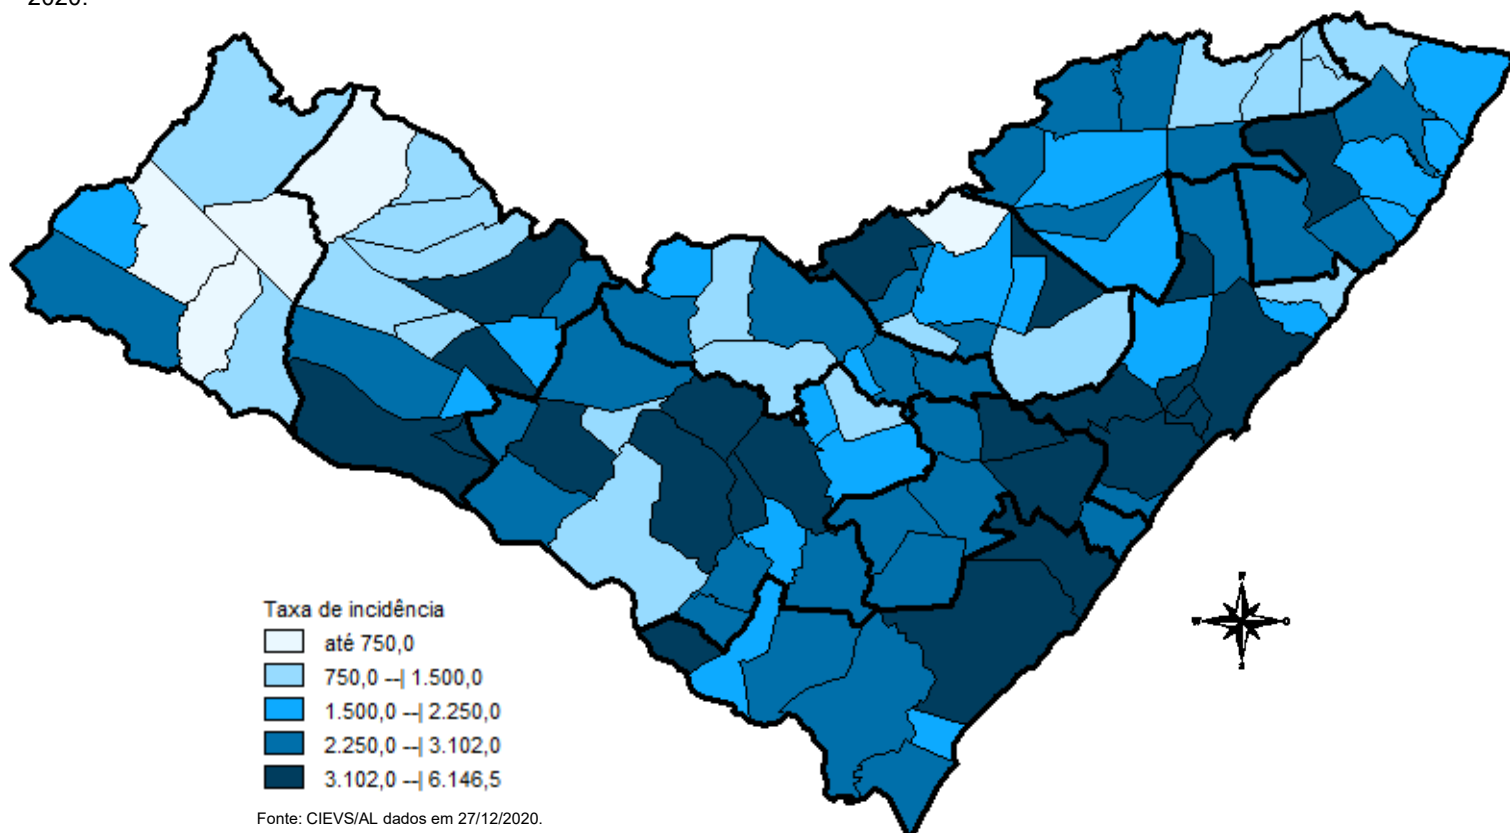 2020.
Taxa de incidência
até 750,0
750,0 --| 1.500,0
1.500,0 --| 2.250,0
2.250,0 --| 3.102,0
3.102,0 --| 6.146,5
Fonte: CIEVS/AL dados em 27/12/2020.